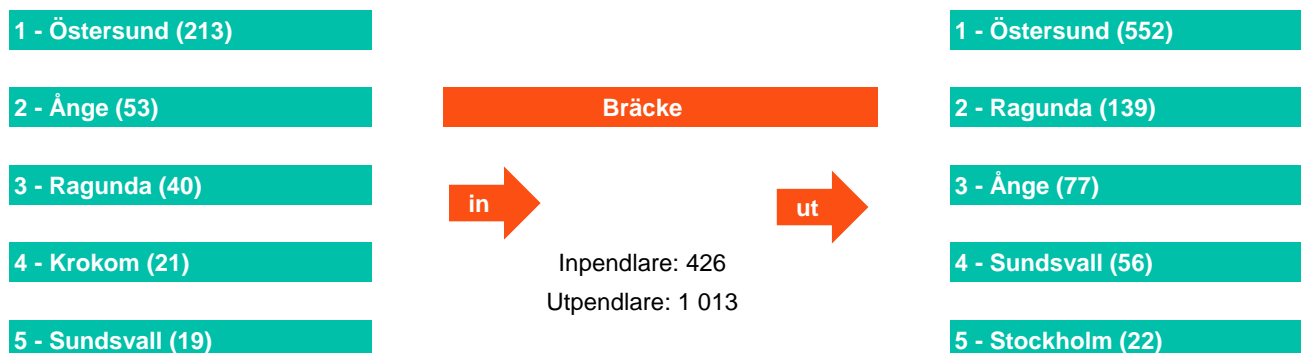 1 - Östersund (213)
2 - Ånge (53)
3 - Ragunda (40)
4 - Krokom (21)
5 - Sundsvall (19)
Bräcke
in
ut
Inpendlare: 426
Utpendlare: 1 013
1 - Östersund (552)
2 - Ragunda (139)
3 - Ånge (77)
4 - Sundsvall (56)
5 - Stockholm (22)